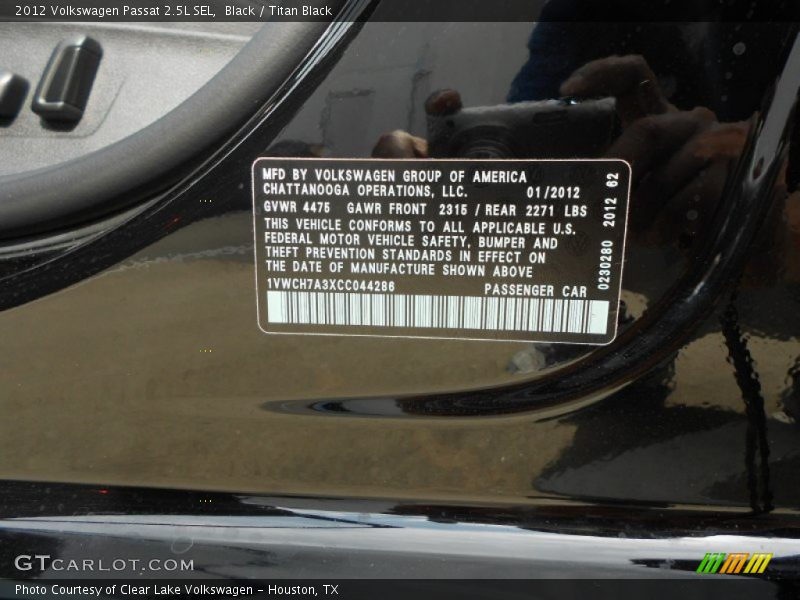 2012 Volkswagen Passat 2.5L SEL,  Black / Titan Black
MFD BY VOLKSWAGEN GROUP OF AMERICA
CHATTANOOGA OPERATIONS, LLC. 01/2012
GVWR 4475 GAWR FRONT 2315 / REAR 2271 LBS
THIS VEHICLE CONFORMS TO ALL APPLICABLE U.S.
FEDERAL MOTOR VEHICLE SAFETY, BUMPER AND
THEFT PREVENTION STANDARDS IN EFFECT ON
THE DATE OF MANUFACTURE SHOWN ABOVE
1VWCH7A3XCC044286 PASSENGER CAR
0230280 2012 62
GTCARLOT.COM
Photo Courtesy of Clear Lake Volkswagen - Houston, TX